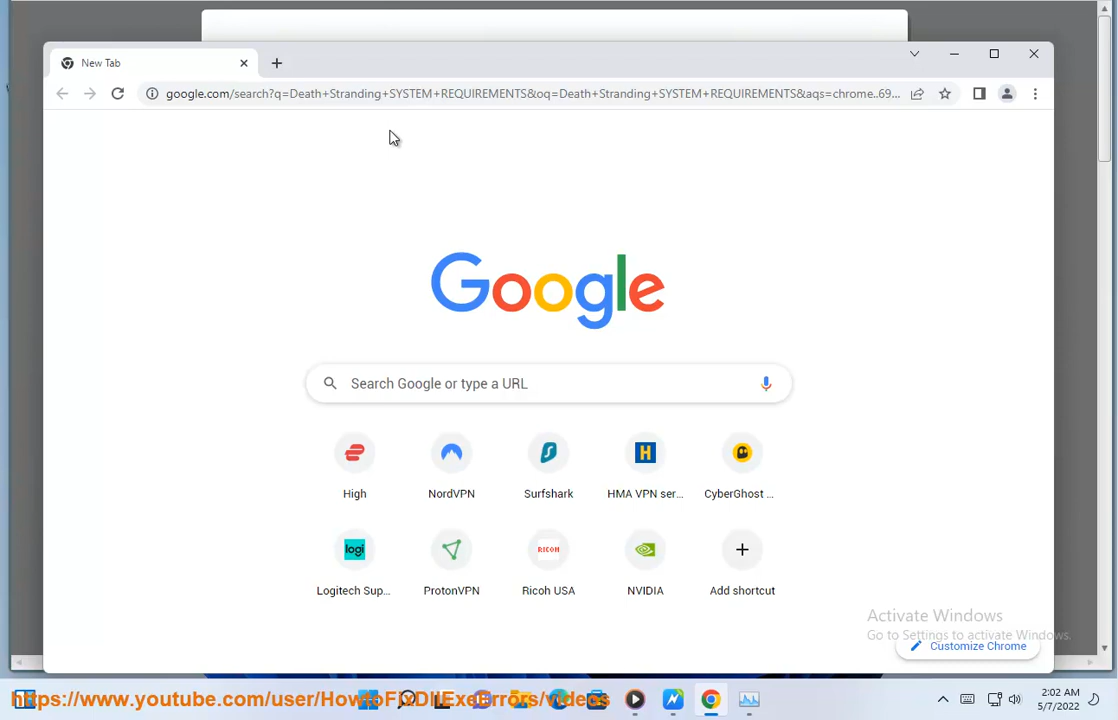 New Tab
google.com/search?q=Death+Stranding+SYSTEM+REQUIREMENTS&oq=Death+Stranding+SYSTEM+REQUIREMENTS&aqs=chrome..69...
Google
Search Google or type a URL
High
NordVPN
Surfshark
H
HMA VPN ser...
CyberGhost ...
logi
Logitech Sup...
ProtonVPN
RICOH
Ricoh USA
NVIDIA
Add shortcut
Activate Windows
Go to Settings to activate Windows.
Customize Chrome
https://www.youtube.com/user/HowtoFixDllExeErrors/videos
2:02 AM
5/7/2022